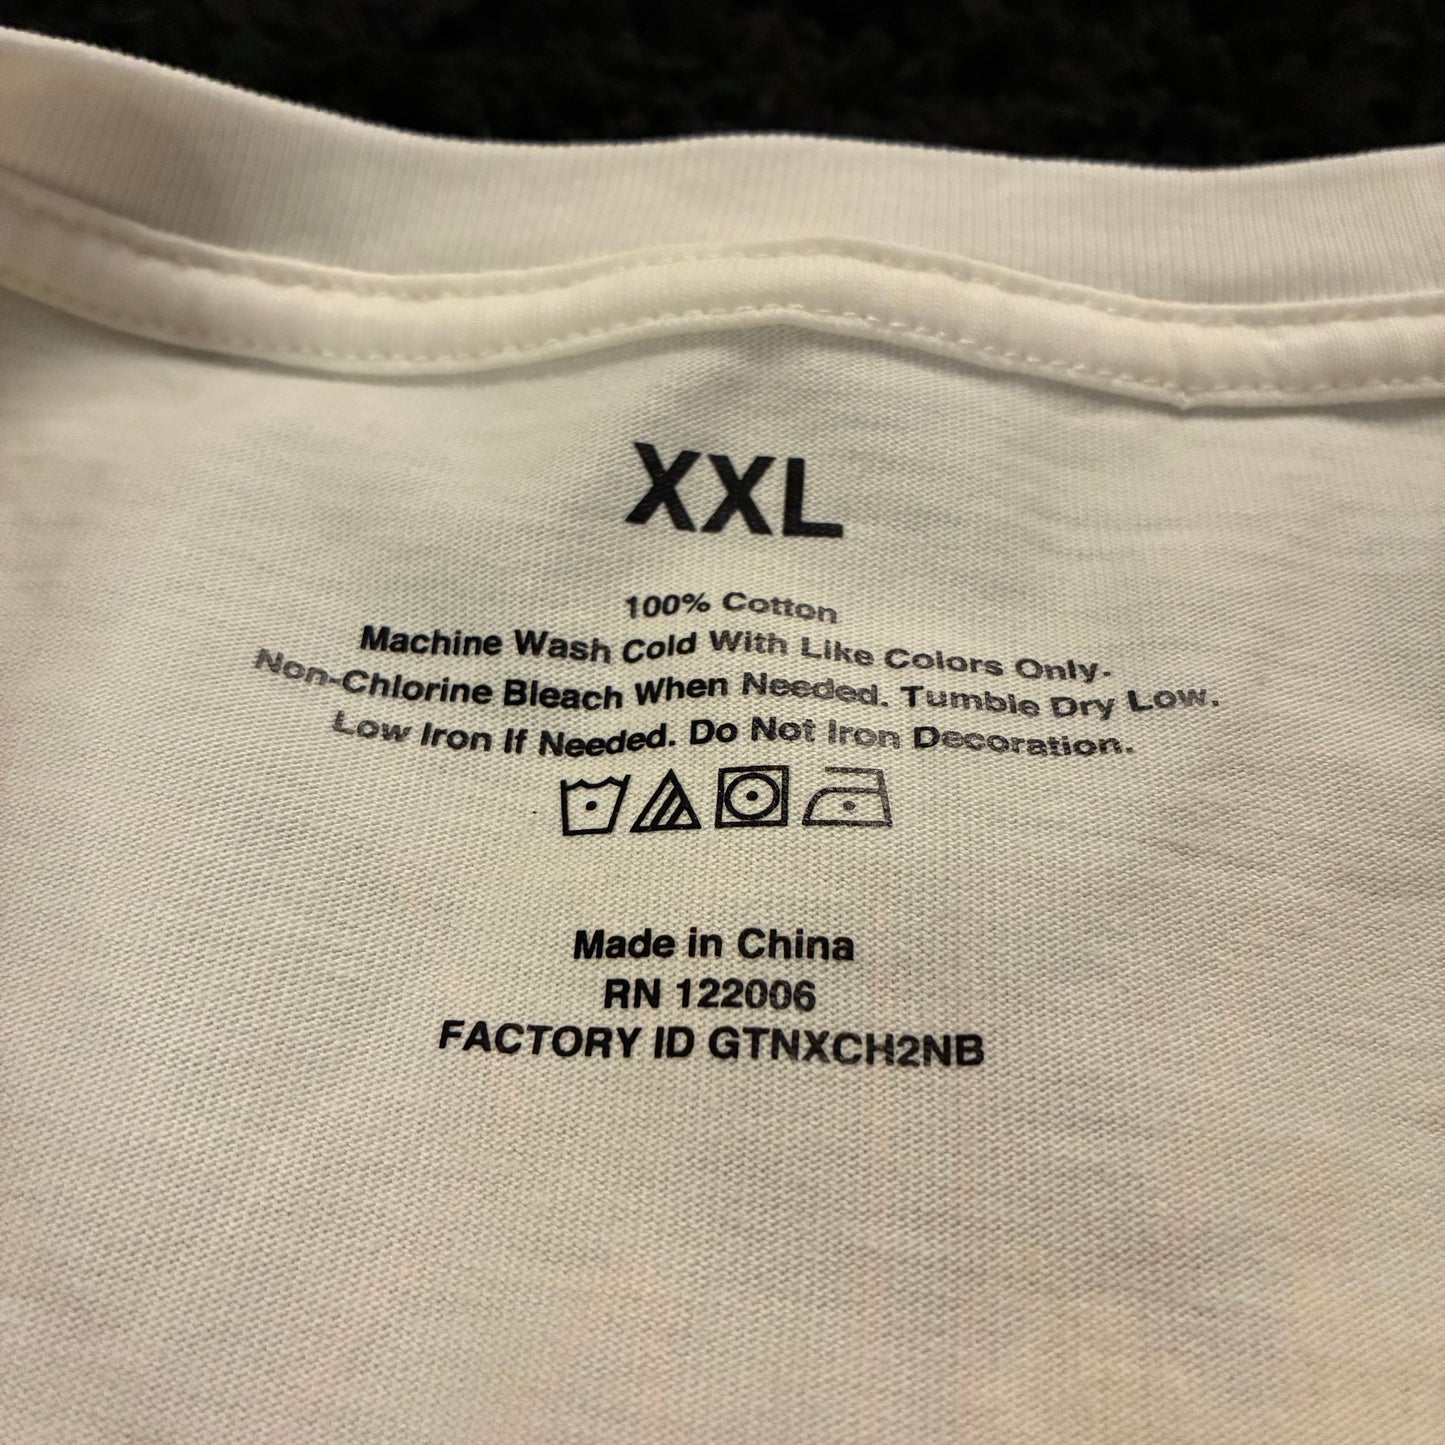 XXL
100% Cotton
Machine Wash Cold With Like Colors Only.
Non-Chlorine Bleach When Needed. Tumble Dry Low.
Low Iron If Needed. Do Not Iron Decoration.
Made in China
RN 122006
FACTORY ID GTNXCH2NB